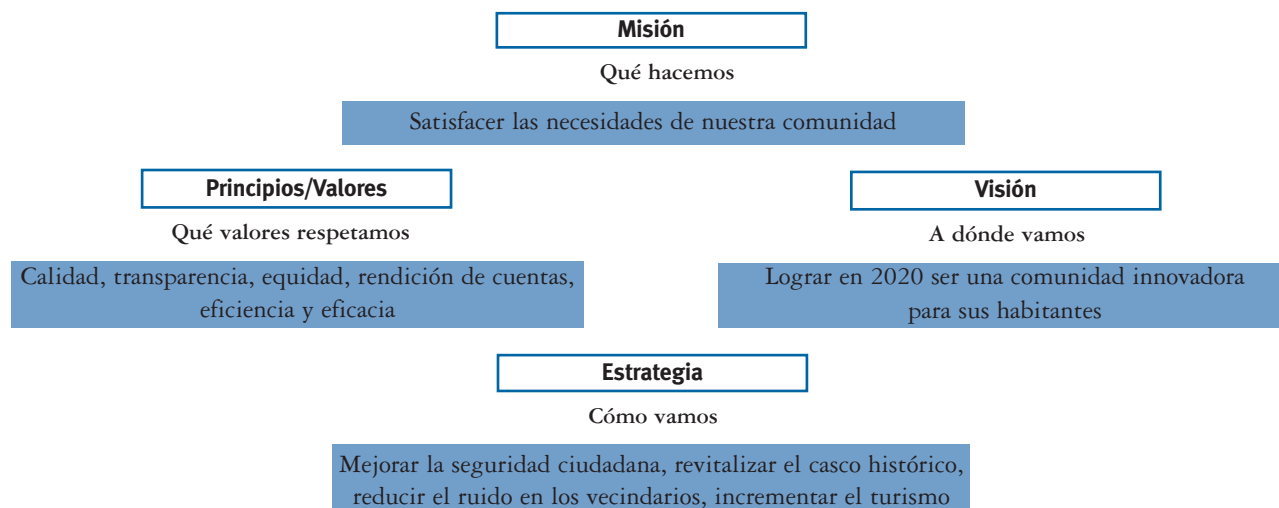 Misión
Qué hacemos
Satisfacer las necesidades de nuestra comunidad
Principios/Valores
Qué valores respetamos
Calidad, transparencia, equidad, rendición de cuentas,
eficiencia y eficacia
Visión
A dónde vamos
Lograr en 2020 ser una comunidad innovadora
para sus habitantes
Estrategia
Cómo vamos
Mejorar la seguridad ciudadana, revitalizar el casco histórico,
reducir el ruido en los vecindarios, incrementar el turismo